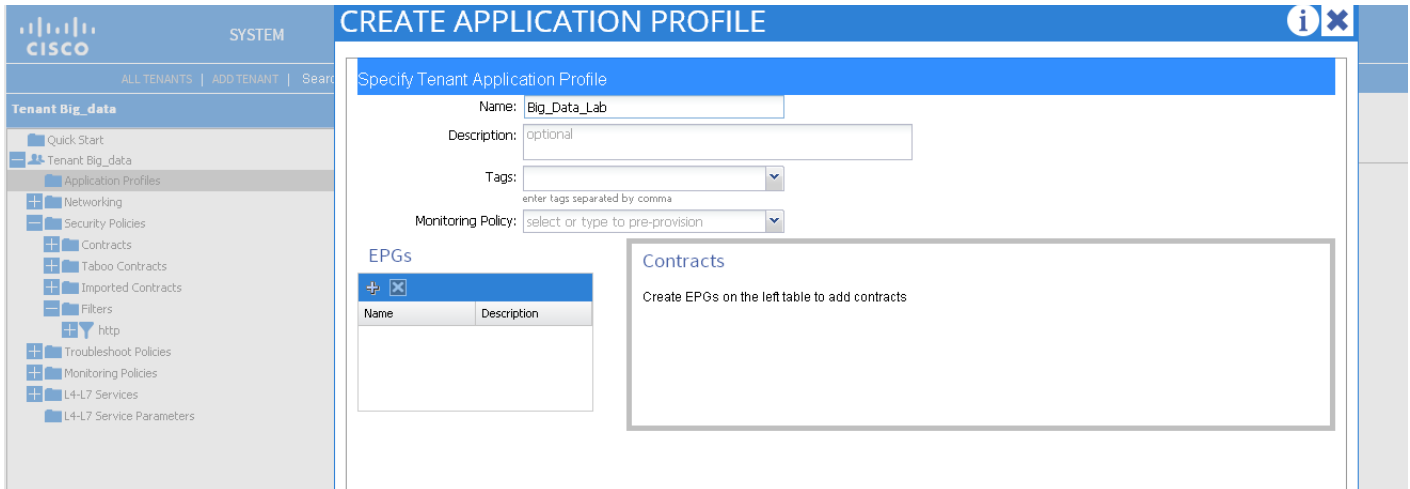 CISCO
SYSTEM
ALL TENANTS | ADD TENANT | Searc
Tenant Big_data
Quick Start
Tenant Big_data
Application Profiles
Networking
Security Policies
Contracts
Taboo Contracts
Imported Contracts
Filters
http
Troubleshoot Policies
Monitoring Policies
L4-L7 Services
L4-L7 Service Parameters
CREATE APPLICATION PROFILE
i
Specify Tenant Application Profile
Name: Big_Data_Lab
Description: optional
Tags:
enter tags separated by comma
Monitoring Policy: select or type to pre-provision
EPGs
Name Description
Contracts
Create EPGs on the left table to add contracts